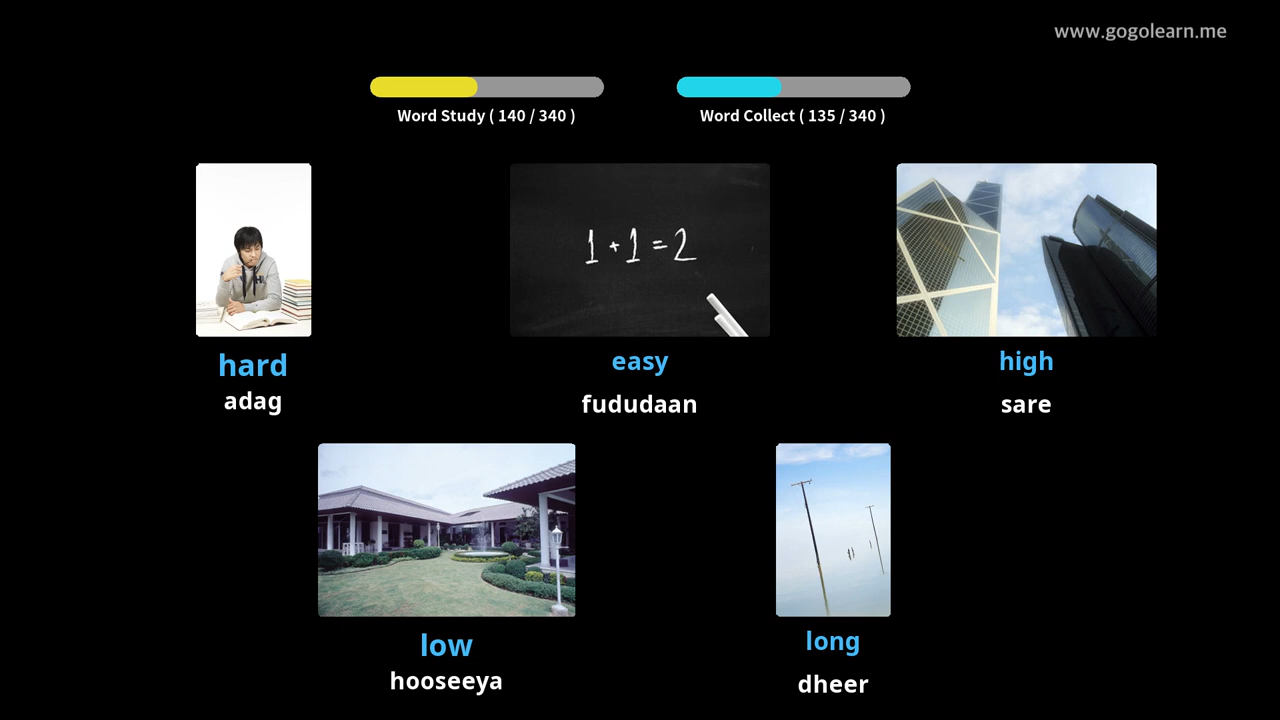 www.gogolearn.me
Word Study ( 140 / 340 )
Word Collect ( 135 / 340 )
1+1=2
hard
adag
easy
fududaan
high
sare
low
hooseeya
long
dheer